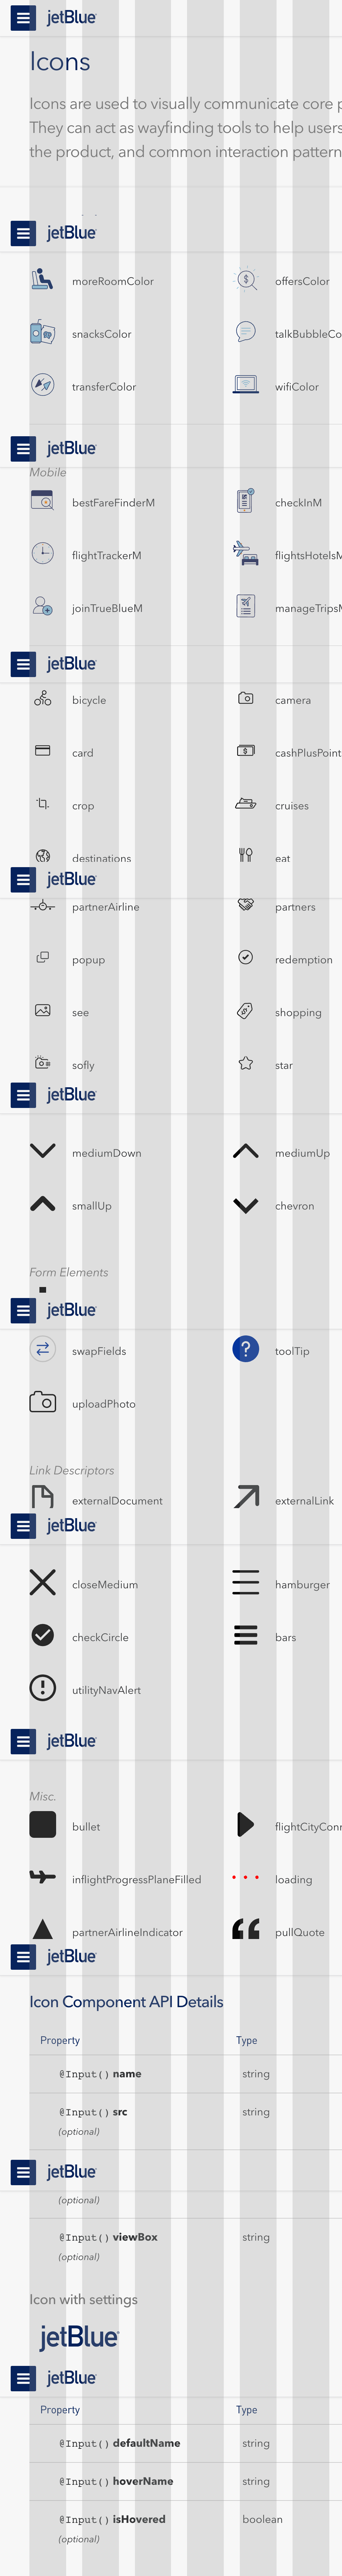 jetBlue
Icons
Icons are used to visually communicate core
They can act as wayfinding tools to help users
the product, and common interaction pattern
jetBlue
moreRoomColor offersColor
snacksColor
transferColor wifiColor
jetBlue
Mobile
bestFareFinderM checkInM
flightTrackerM
joinTrueBlueM
jetBlue
bicycle camera
card cashPlusPoint
crop cruises
destinations eat
jetBlue
partnerAirline partners
popup redemption
see shopping
sofly star
jetBlue
mediumDown mediumUp
smallUp chevron
Form Elements
jetBlue
swapFields toolTip
uploadPhoto
Link Descriptors
externalDocument externalLink
jetBlue
closeMedium hamburger
checkCircle bars
utilityNavAlert
jetBlue
Misc.
bullet
inflightProgressPlaneFilled loading
partnerAirlineIndicator pullQuote
jetBlue
Icon Component API Details
Property Type
@Input() name string
@Input() src string
(optional)
jetBlue
(optional)
@Input() viewBox string
(optional)
Icon with settings
jetBlue
jetBlue
Property Type
@Input() defaultName string
@Input() hoverName string
@Input() isHovered boolean
(optional)